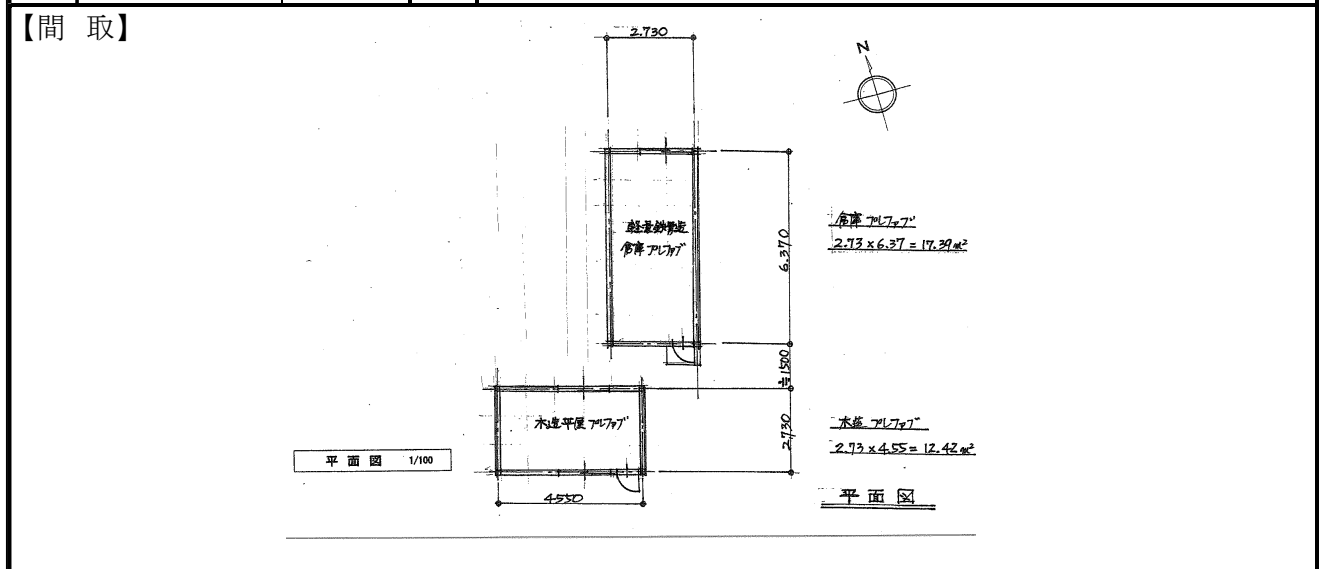 【間 取】
2.730
N
軽量鉄骨造
倉庫プレファブ
6.370
倉庫 プレファブ
2.73 × 6.37 = 17.39㎡
≒1500
木造平屋プレファブ
2.730
木造 プレファブ
2.73 × 4.55 = 12.42㎡
平 面 図 1/100
4550
平 面 図